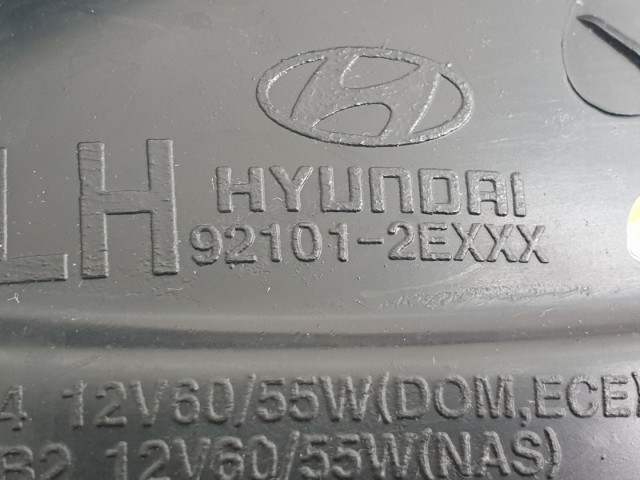 LH
HYUNDAI
92101-2EXXX
4 12V60/55W(DOM,ECE)
B2 12V60/55W(NAS)